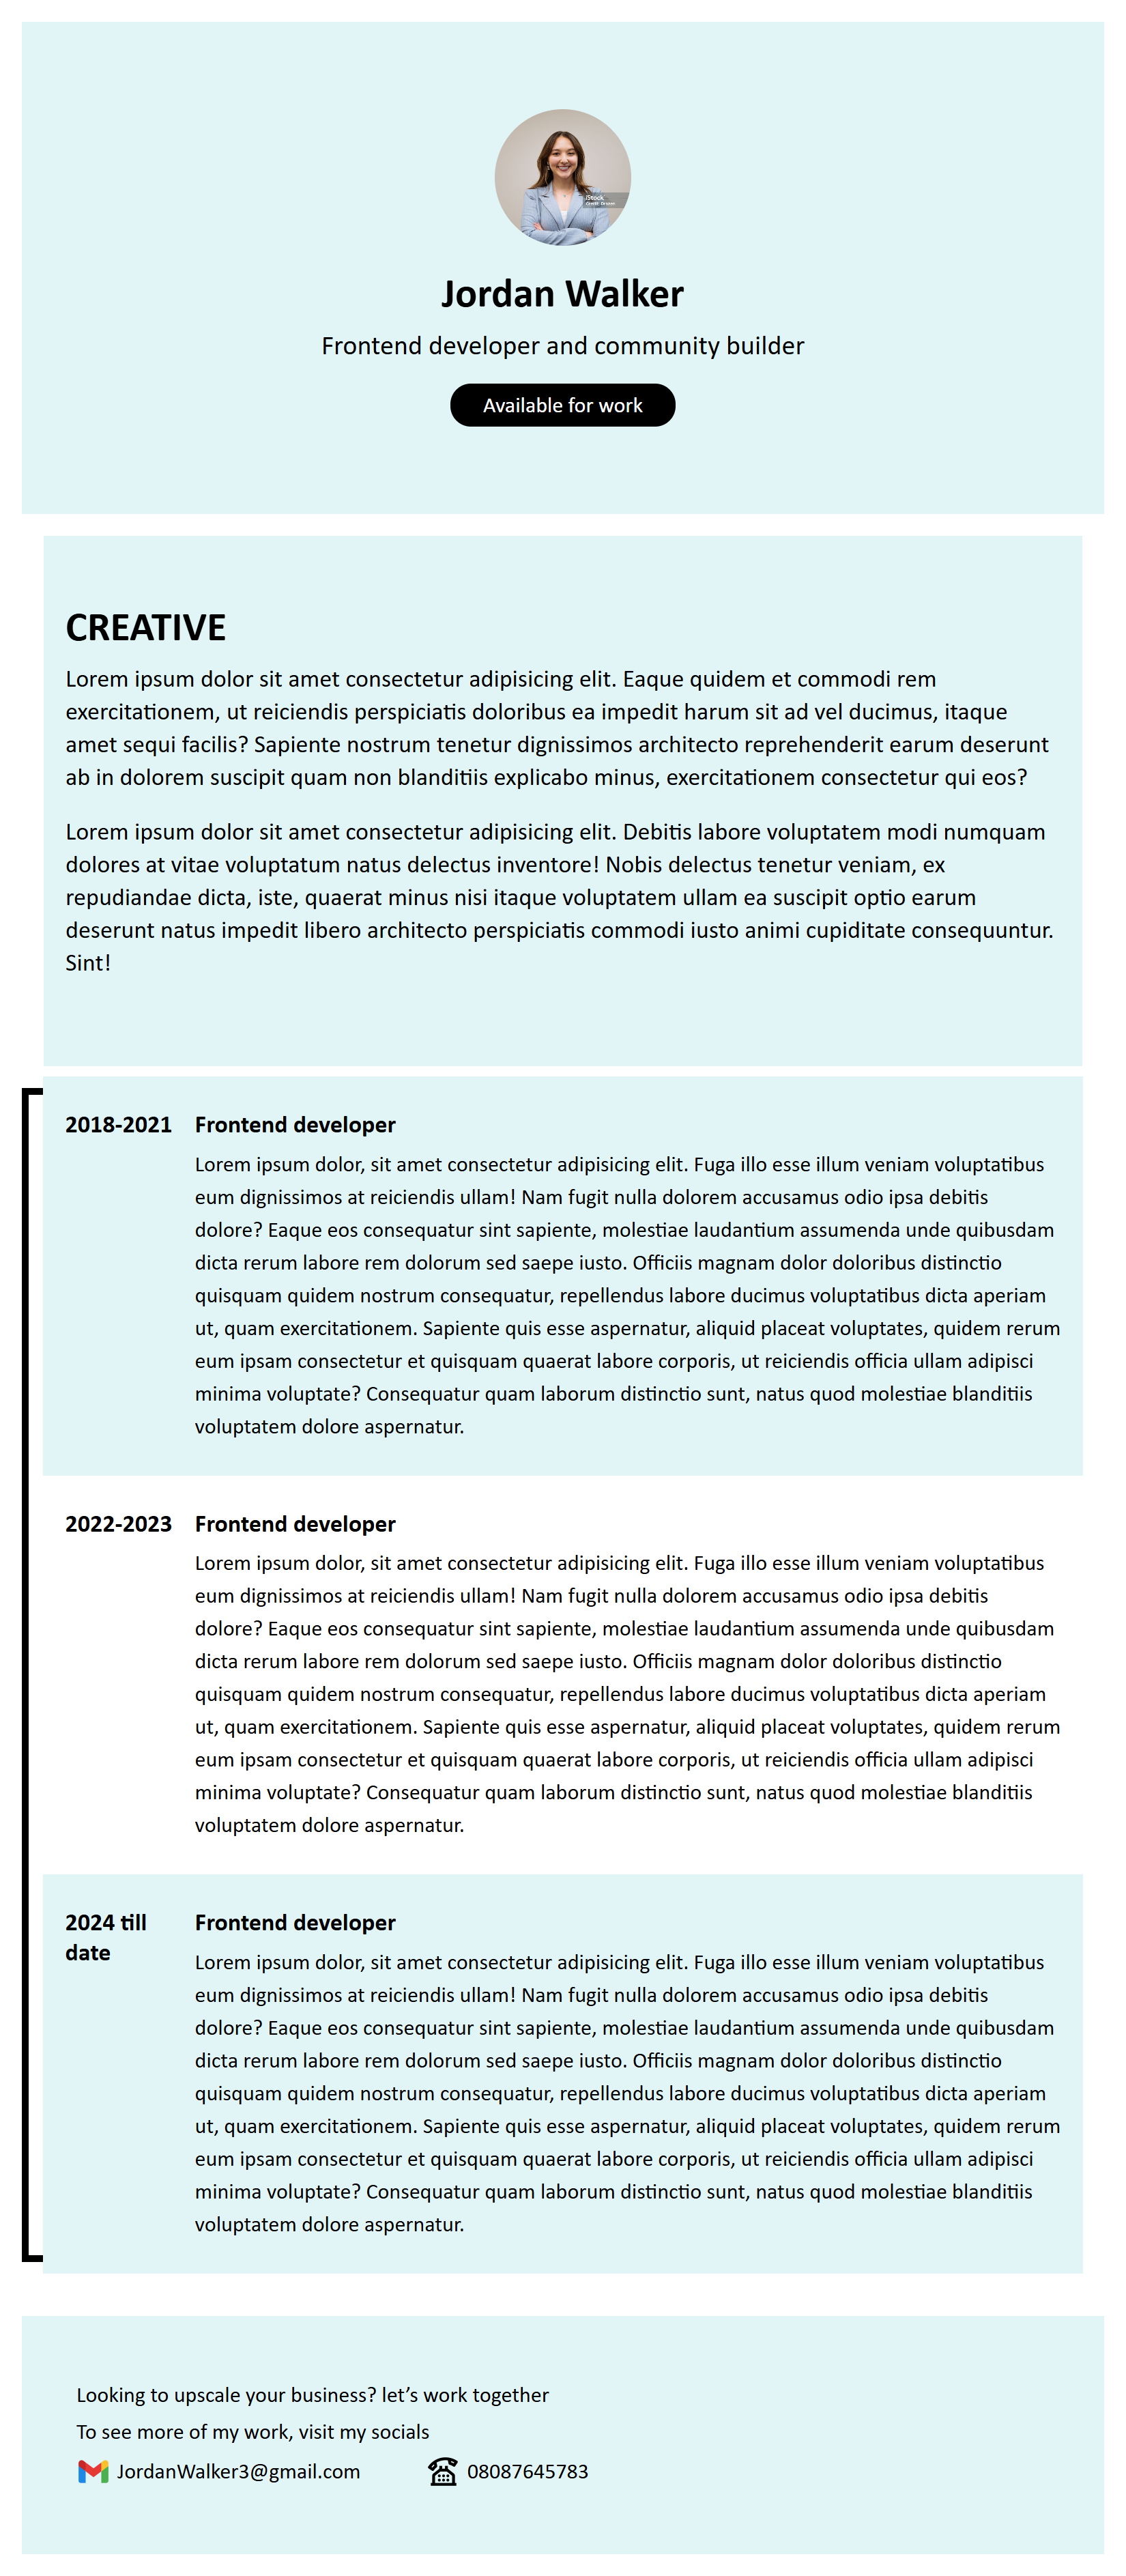 iStock
Jordan Walker
Frontend developer and community builder
Available for work
CREATIVE
Lorem ipsum dolor sit amet consectetur adipisicing elit. Eaque quidem et commodi rem
exercitationem, ut reiciendis perspiciatis doloribus ea impedit harum sit ad vel ducimus, itaque
amet sequi facilis? Sapiente nostrum tenetur dignissimos architecto reprehenderit earum deserunt
ab in dolorem suscipit quam non blanditiis explicabo minus, exercitationem consectetur qui eos?
Lorem ipsum dolor sit amet consectetur adipisicing elit. Debitis labore voluptatem modi numquam
dolores at vitae voluptatum natus delectus inventore! Nobis delectus tenetur veniam, ex
repudiandae dicta, iste, quaerat minus nisi itaque voluptatem ullam ea suscipit optio earum
deserunt natus impedit libero architecto perspiciatis commodi iusto animi cupiditate consequuntur.
Sint!
2018-2021 Frontend developer
Lorem ipsum dolor, sit amet consectetur adipisicing elit. Fuga illo esse illum veniam voluptatibus
eum dignissimos at reiciendis ullam! Nam fugit nulla dolorem accusamus odio ipsa debitis
dolore? Eaque eos consequatur sint sapiente, molestiae laudantium assumenda unde quibusdam
dicta rerum labore rem dolorum sed saepe iusto. Officiis magnam dolor doloribus distinctio
quisquam quidem nostrum consequatur, repellendus labore ducimus voluptatibus dicta aperiam
ut, quam exercitationem. Sapiente quis esse aspernatur, aliquid placeat voluptates, quidem rerum
eum ipsam consectetur et quisquam quaerat labore corporis, ut reiciendis officia ullam adipisci
minima voluptate? Consequatur quam laborum distinctio sunt, natus quod molestiae blanditiis
voluptatem dolore aspernatur.
2022-2023 Frontend developer
Lorem ipsum dolor, sit amet consectetur adipisicing elit. Fuga illo esse illum veniam voluptatibus
eum dignissimos at reiciendis ullam! Nam fugit nulla dolorem accusamus odio ipsa debitis
dolore? Eaque eos consequatur sint sapiente, molestiae laudantium assumenda unde quibusdam
dicta rerum labore rem dolorum sed saepe iusto. Officiis magnam dolor doloribus distinctio
quisquam quidem nostrum consequatur, repellendus labore ducimus voluptatibus dicta aperiam
ut, quam exercitationem. Sapiente quis esse aspernatur, aliquid placeat voluptates, quidem rerum
eum ipsam consectetur et quisquam quaerat labore corporis, ut reiciendis officia ullam adipisci
minima voluptate? Consequatur quam laborum distinctio sunt, natus quod molestiae blanditiis
voluptatem dolore aspernatur.
2024 till
date
Frontend developer
Lorem ipsum dolor, sit amet consectetur adipisicing elit. Fuga illo esse illum veniam voluptatibus
eum dignissimos at reiciendis ullam! Nam fugit nulla dolorem accusamus odio ipsa debitis
dolore? Eaque eos consequatur sint sapiente, molestiae laudantium assumenda unde quibusdam
dicta rerum labore rem dolorum sed saepe iusto. Officiis magnam dolor doloribus distinctio
quisquam quidem nostrum consequatur, repellendus labore ducimus voluptatibus dicta aperiam
ut, quam exercitationem. Sapiente quis esse aspernatur, aliquid placeat voluptates, quidem rerum
eum ipsam consectetur et quisquam quaerat labore corporis, ut reiciendis officia ullam adipisci
minima voluptate? Consequatur quam laborum distinctio sunt, natus quod molestiae blanditiis
voluptatem dolore aspernatur.
Looking to upscale your business? let’s work together
To see more of my work, visit my socials
JordanWalker3@gmail.com 08087645783